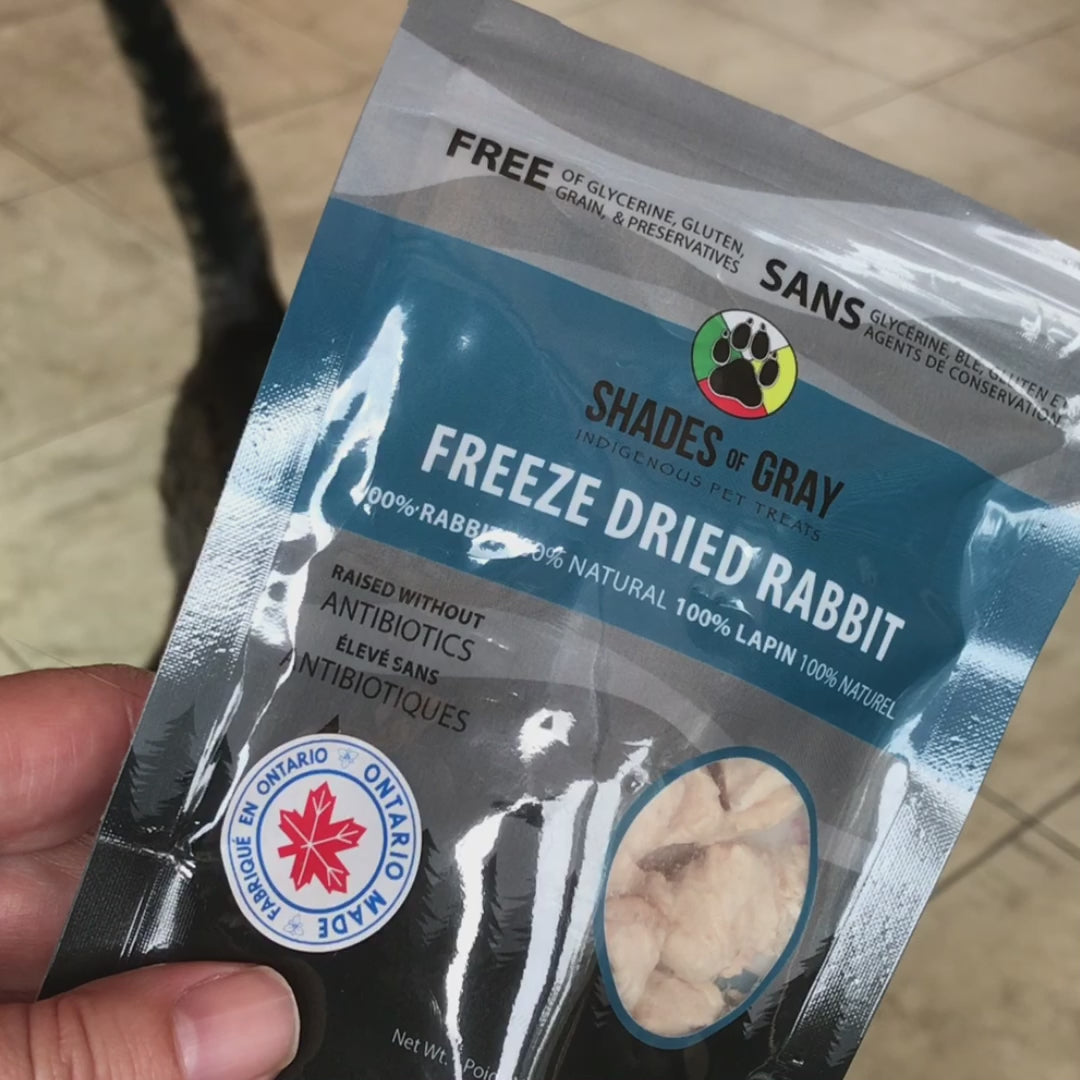 FREE OF GLYCERINE, GLUTEN,
GRAIN, & PRESERVATIVES
SANS GLYCERINE, BLE, GLUTEN ET
AGENTS DE CONSERVATION
SHADES OF GRAY
INDIGENOUS PET TREATS
FREEZE DRIED RABBIT
100% RABBIT 100% NATURAL 100% LAPIN 100% NATUREL
RAISED WITHOUT
ANTIBIOTICS
ÉLEVÉ SANS
ANTIBIOTIQUES
FABRIQUÉ EN ONTARIO
ONTARIO MADE
Net Wt.